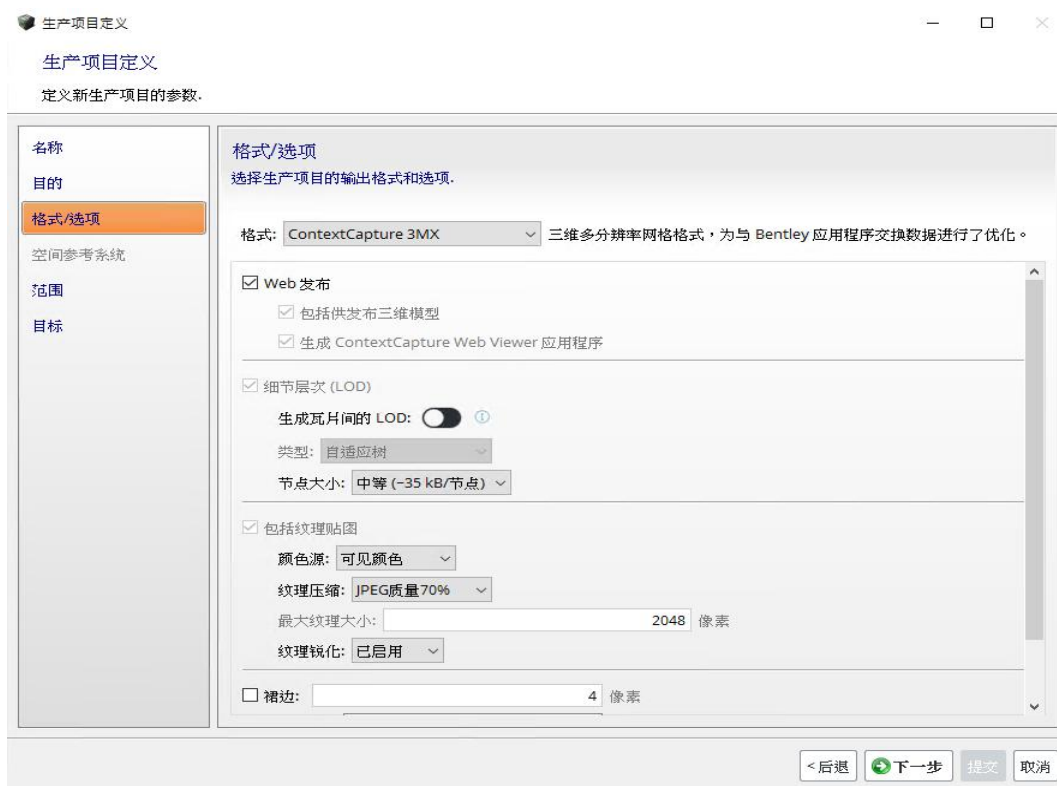 生产项目定义
生产项目定义
定义新生产项目的参数.
名称
目的
格式/选项
空间参考系统
范围
目标
格式/选项
选择生产项目的输出格式和选项.
格式: ContextCapture 3MX 三维多分辨率网格格式，为与 Bentley 应用程序交换数据进行了优化。
Web 发布
包括供发布三维模型
生成 ContextCapture Web Viewer 应用程序
细节层次 (LOD)
生成瓦片间的 LOD:
类型: 自适应树
节点大小: 中等 (~35 kB/节点)
包括纹理贴图
颜色源: 可见颜色
纹理压缩: JPEG质量70%
最大纹理大小: 2048 像素
纹理锐化: 已启用
裙边: 4 像素
<后退 下一步 提交 取消